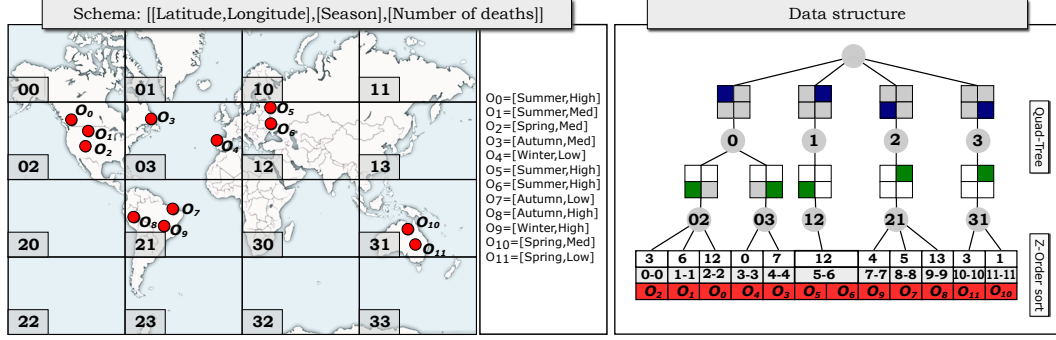 Schema: [[Latitude,Longitude],[Season],[Number of deaths]]
00 01 10 11
O0 O1 O2 O3 O4 O5 O6
02 03 12 13
O7 O8 O9 O10 O11
20 21 30 31
22 23 32 33
O0=[Summer,High]
O1=[Summer,Med]
O2=[Spring,Med]
O3=[Autumn,Med]
O4=[Winter,Low]
O5=[Summer,High]
O6=[Summer,High]
O7=[Autumn,Low]
O8=[Autumn,High]
O9=[Winter,High]
O10=[Spring,Med]
O11=[Spring,Low]
Data structure
0 1 2 3
02 03 12 21 31
3 6 12 0 7 12 4 5 13 3 1
0-0 1-1 2-2 3-3 4-4 5-6 7-7 8-8 9-9 10-10 11-11
O2 O1 O0 O4 O3 O5 O6 O9 O7 O8 O11 O10
Quad-Tree
Z-Order sort